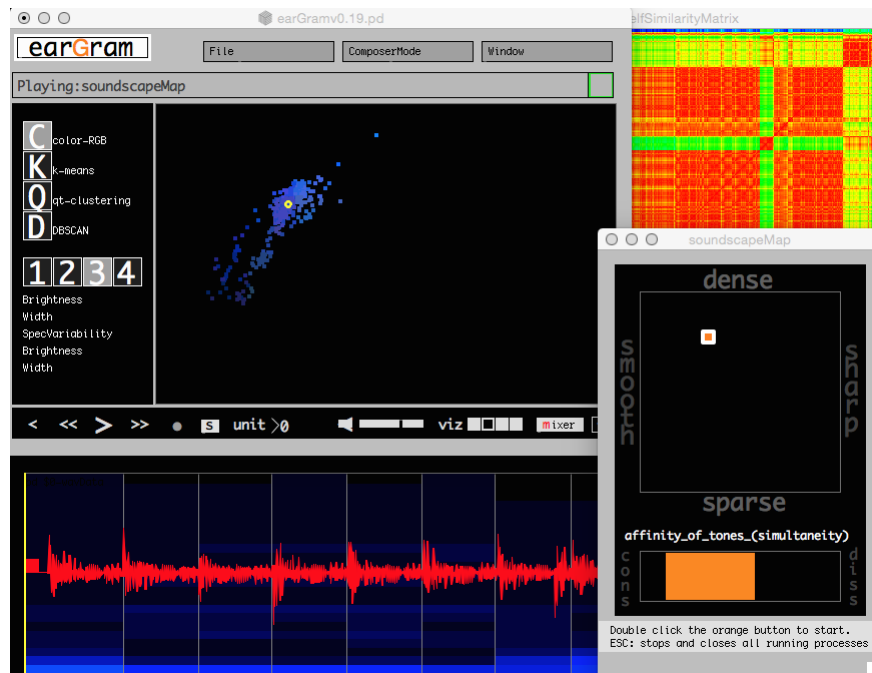 earGramv0.19.pd
elfSimilarityMatrix
earGram
File
ComposerMode
Window
Playing:soundscapeMap
C color-RGB
K k-means
Q qt-clustering
D DBSCAN
1 2 3 4
Brightness
Width
SpecVariability
Brightness
Width
< << > >> S unit >0 viz mixer
soundscapeMap
dense
smooth
sharp
sparse
affinity_of_tones_(simultaneity)
cons
diss
Double click the orange button to start.
ESC: stops and closes all running processes